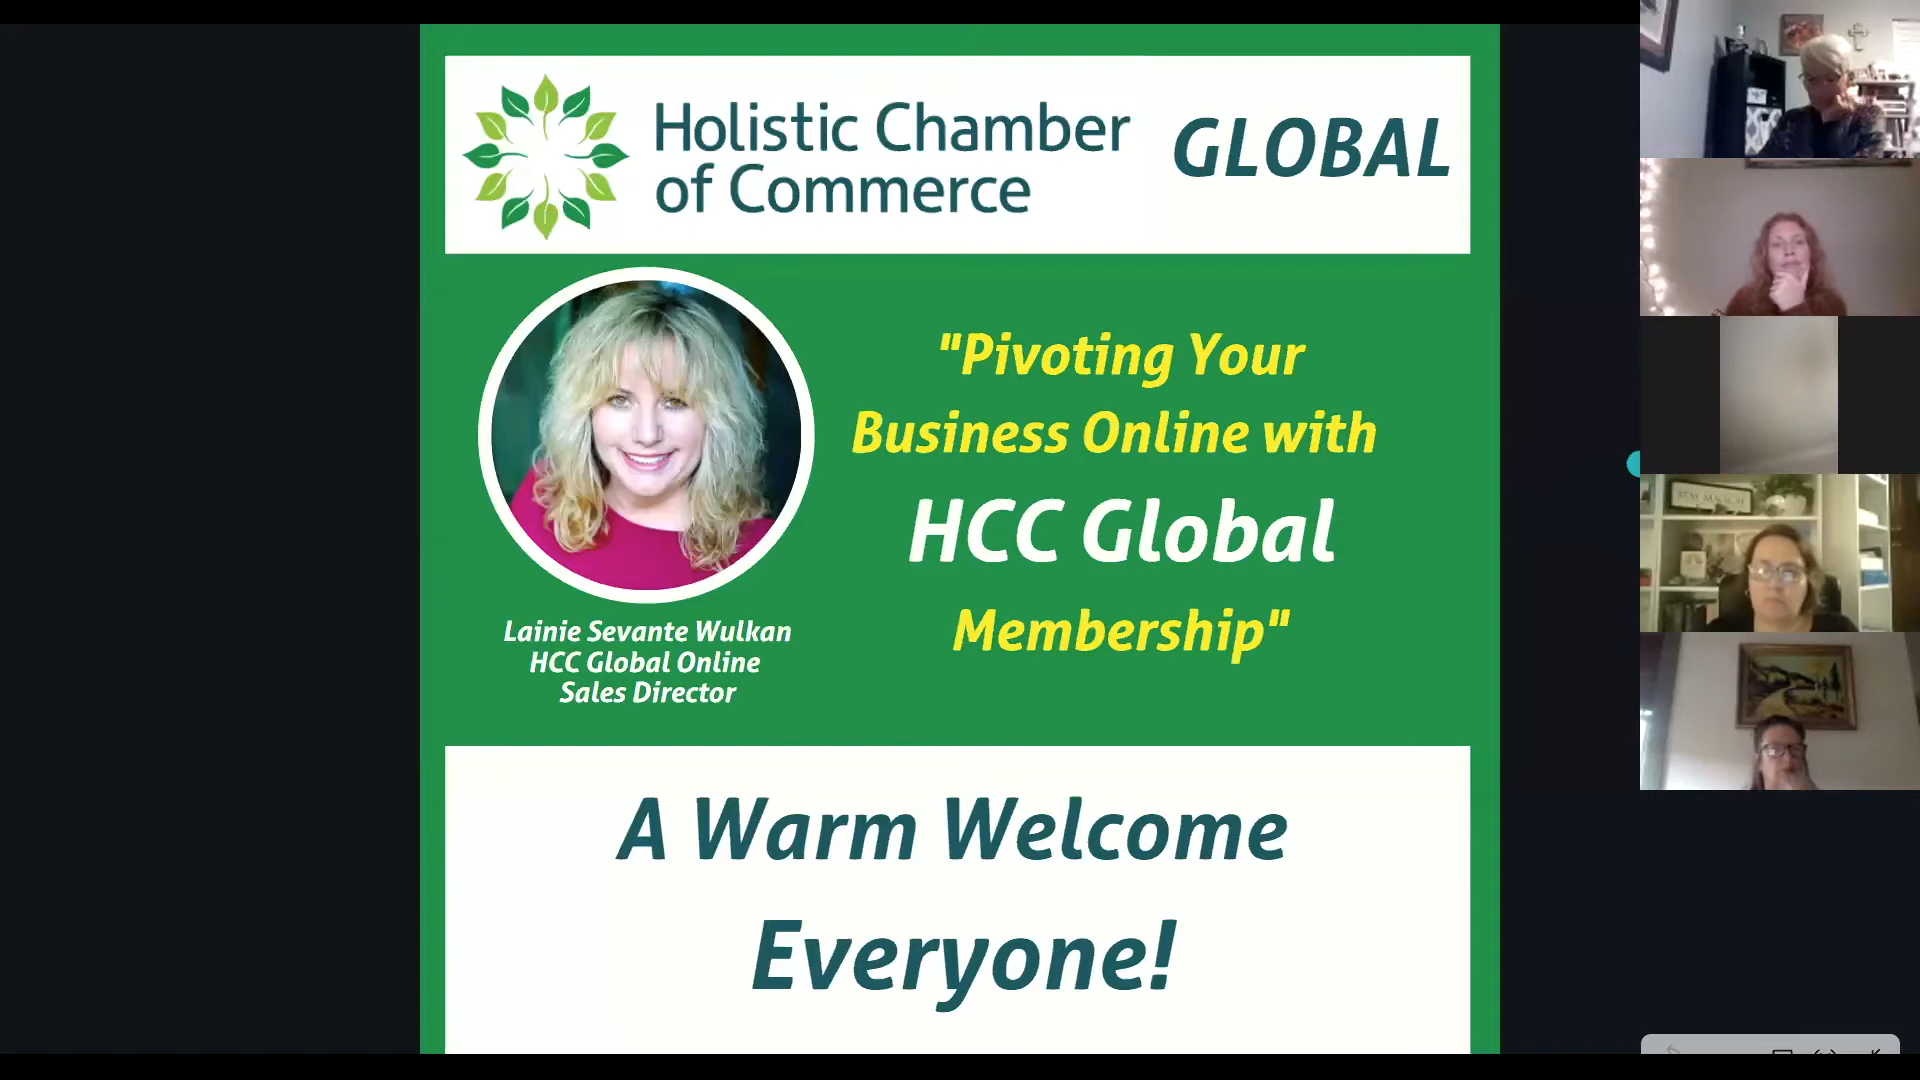 Holistic Chamber
of Commerce
GLOBAL
"Pivoting Your
Business Online with
HCC Global
Membership"
Lainie Sevante Wulkan
HCC Global Online
Sales Director
A Warm Welcome
Everyone!